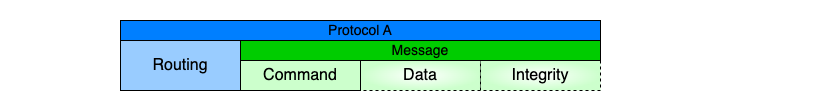 Protocol A
Message
Routing
Command
Data
Integrity